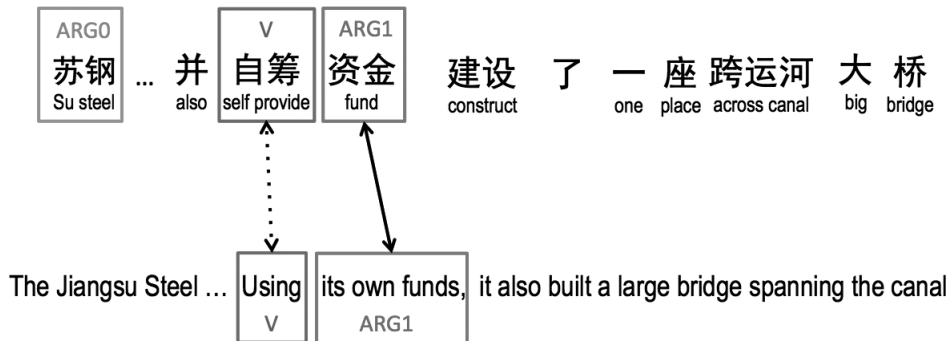 ARG0 V ARG1
苏钢 ... 并 自筹 资金 建设 了 一 座 跨运河 大 桥
Su steel also self provide fund construct one place across canal big bridge
The Jiangsu Steel ... Using its own funds, it also built a large bridge spanning the canal
V ARG1